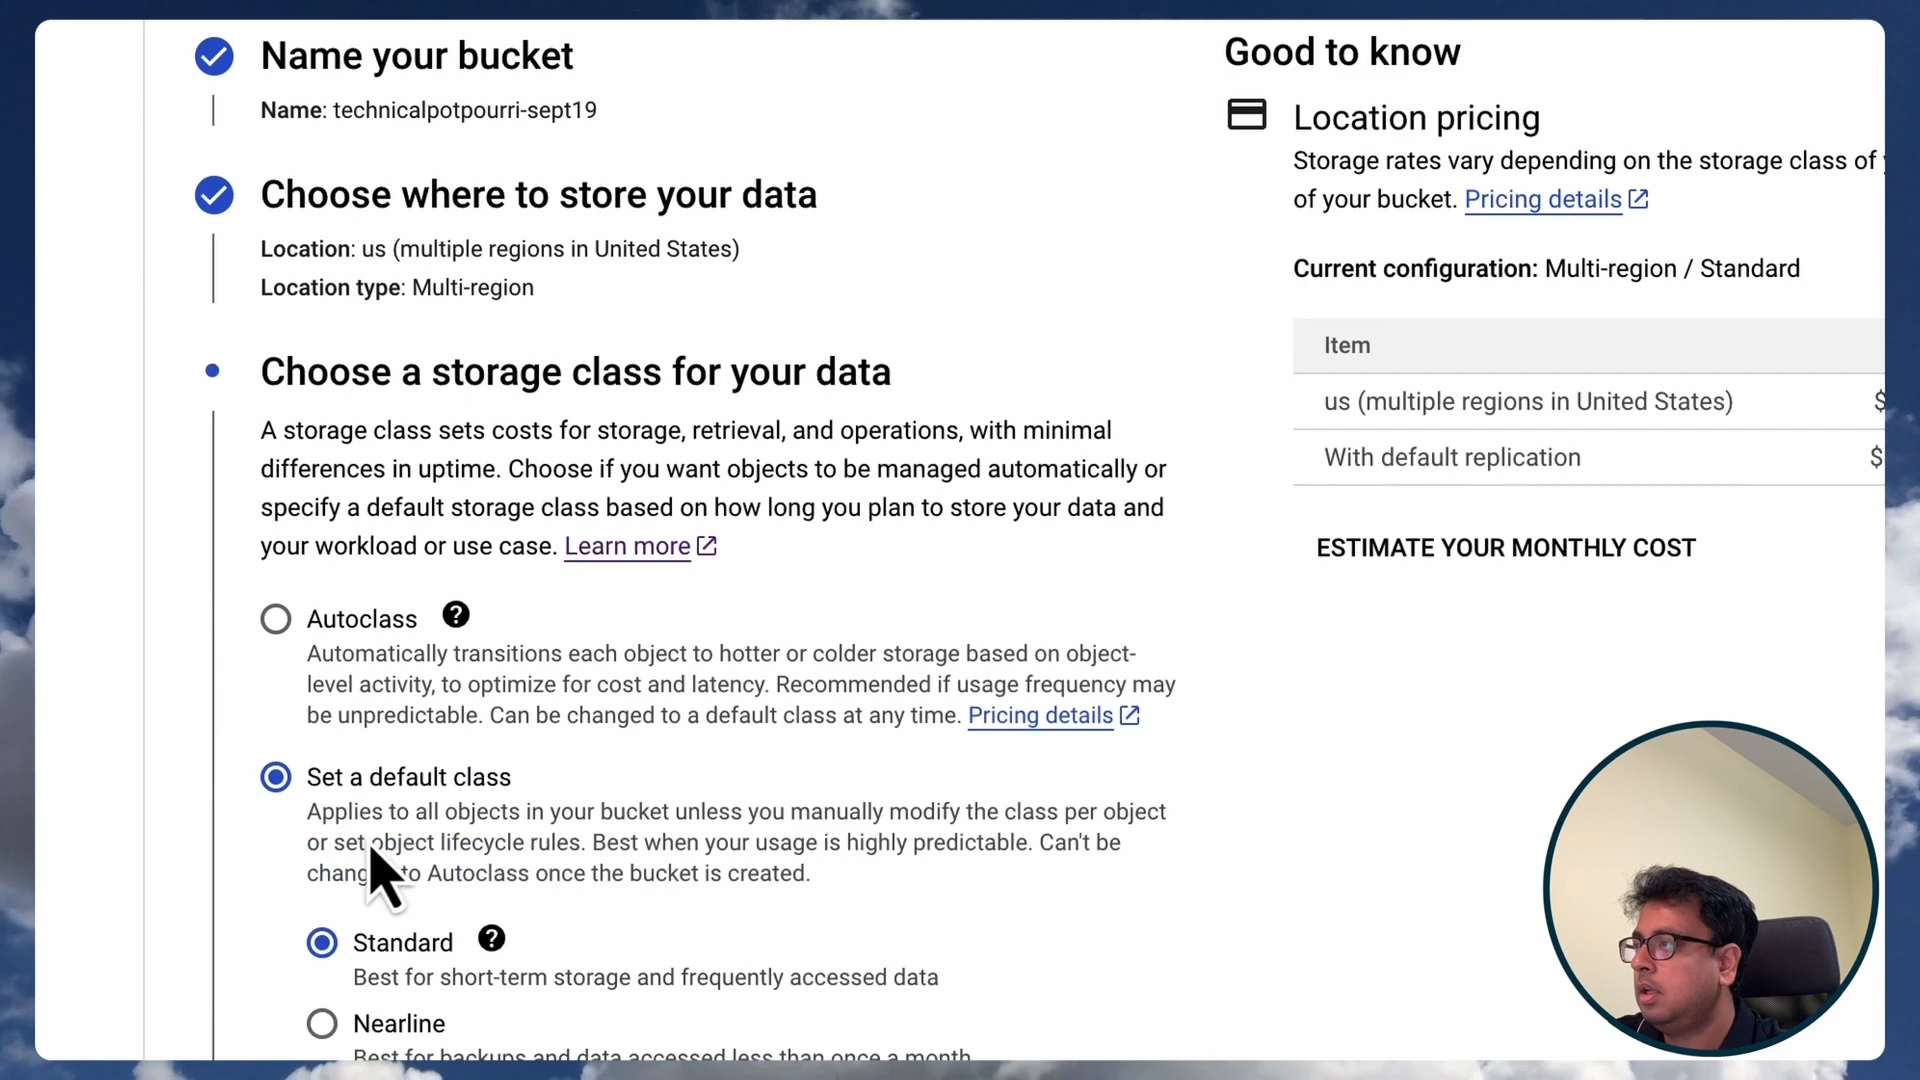 Name your bucket
Name: technicalpotpourri-sept19
Choose where to store your data
Location: us (multiple regions in United States)
Location type: Multi-region
Choose a storage class for your data
A storage class sets costs for storage, retrieval, and operations, with minimal
differences in uptime. Choose if you want objects to be managed automatically or
specify a default storage class based on how long you plan to store your data and
your workload or use case. Learn more
Autoclass
Automatically transitions each object to hotter or colder storage based on object-
level activity, to optimize for cost and latency. Recommended if usage frequency may
be unpredictable. Can be changed to a default class at any time. Pricing details
Set a default class
Applies to all objects in your bucket unless you manually modify the class per object
or set object lifecycle rules. Best when your usage is highly predictable. Can't be
to Autoclass once the bucket is created.
Standard
Best for short-term storage and frequently accessed data
Nearline
Best for backups and data accessed less than once a month
Good to know
Location pricing
Storage rates vary depending on the storage class of
of your bucket. Pricing details
Current configuration: Multi-region / Standard
Item
us (multiple regions in United States) $
With default replication $
ESTIMATE YOUR MONTHLY COST